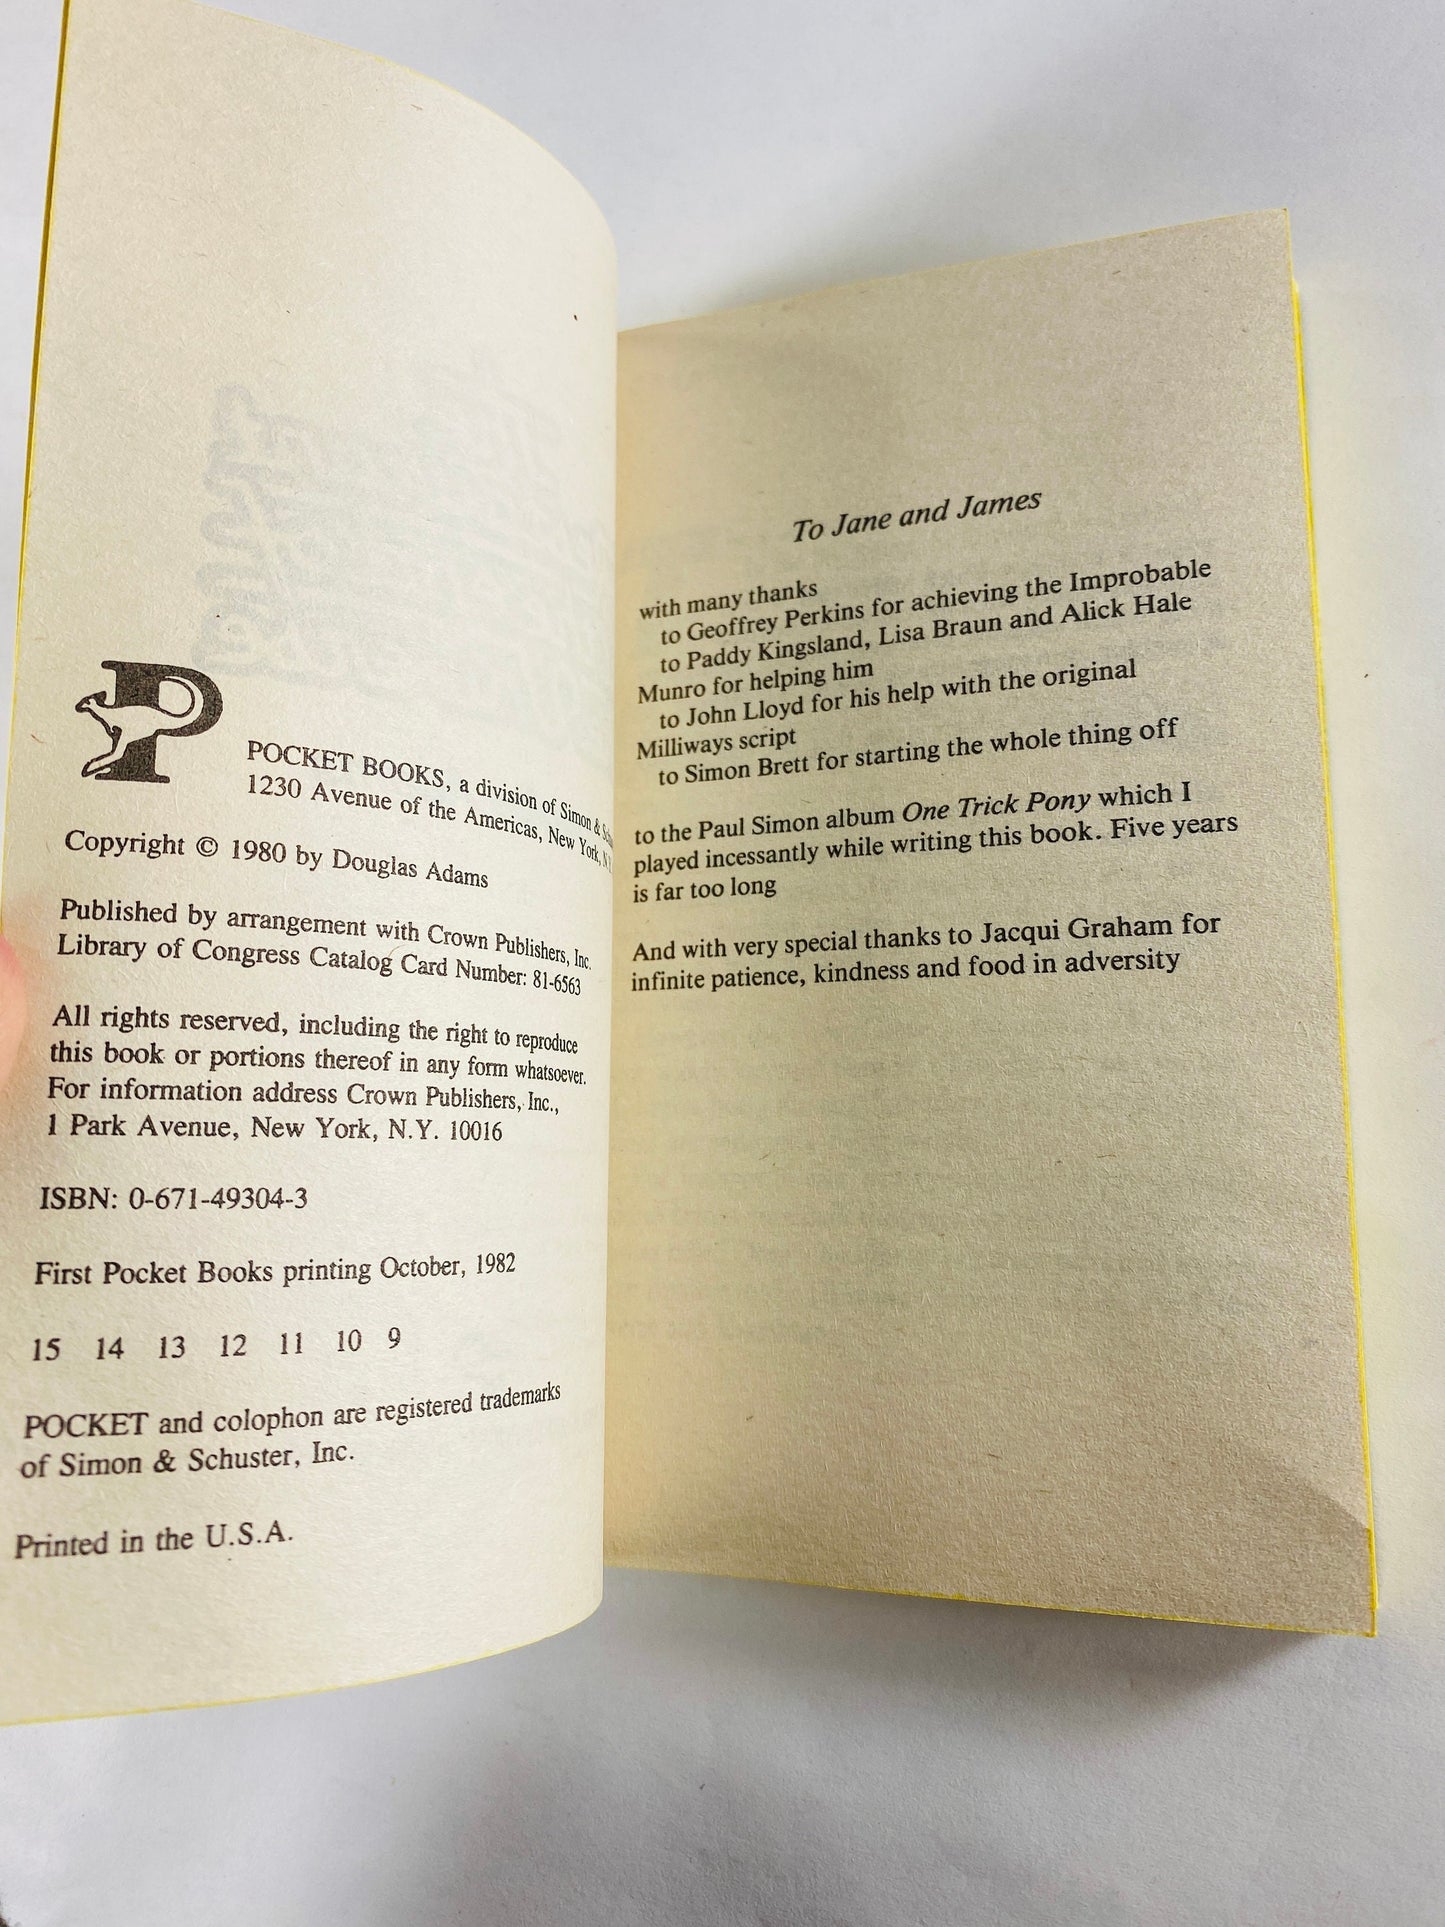 POCKET BOOKS, a division of Simon &
1230 Avenue of the Americas, New York,
Copyright © 1980 by Douglas Adams
Published by arrangement with Crown Publishers, Inc.
Library of Congress Catalog Card Number: 81-6563
All rights reserved, including the right to reproduce
this book or portions thereof in any form whatsoever.
For information address Crown Publishers, Inc.,
1 Park Avenue, New York, N.Y. 10016
ISBN: 0-671-49304-3
First Pocket Books printing October, 1982
15 14 13 12 11 10 9
POCKET and colophon are registered trademarks
of Simon & Schuster, Inc.
Printed in the U.S.A.
To Jane and James
with many thanks
to Geoffrey Perkins for achieving the Improbable
to Paddy Kingsland, Lisa Braun and Alick Hale
Munro for helping him
to John Lloyd for his help with the original
Milliways script
to Simon Brett for starting the whole thing off
to the Paul Simon album One Trick Pony which I
played incessantly while writing this book. Five years
is far too long
And with very special thanks to Jacqui Graham for
infinite patience, kindness and food in adversity